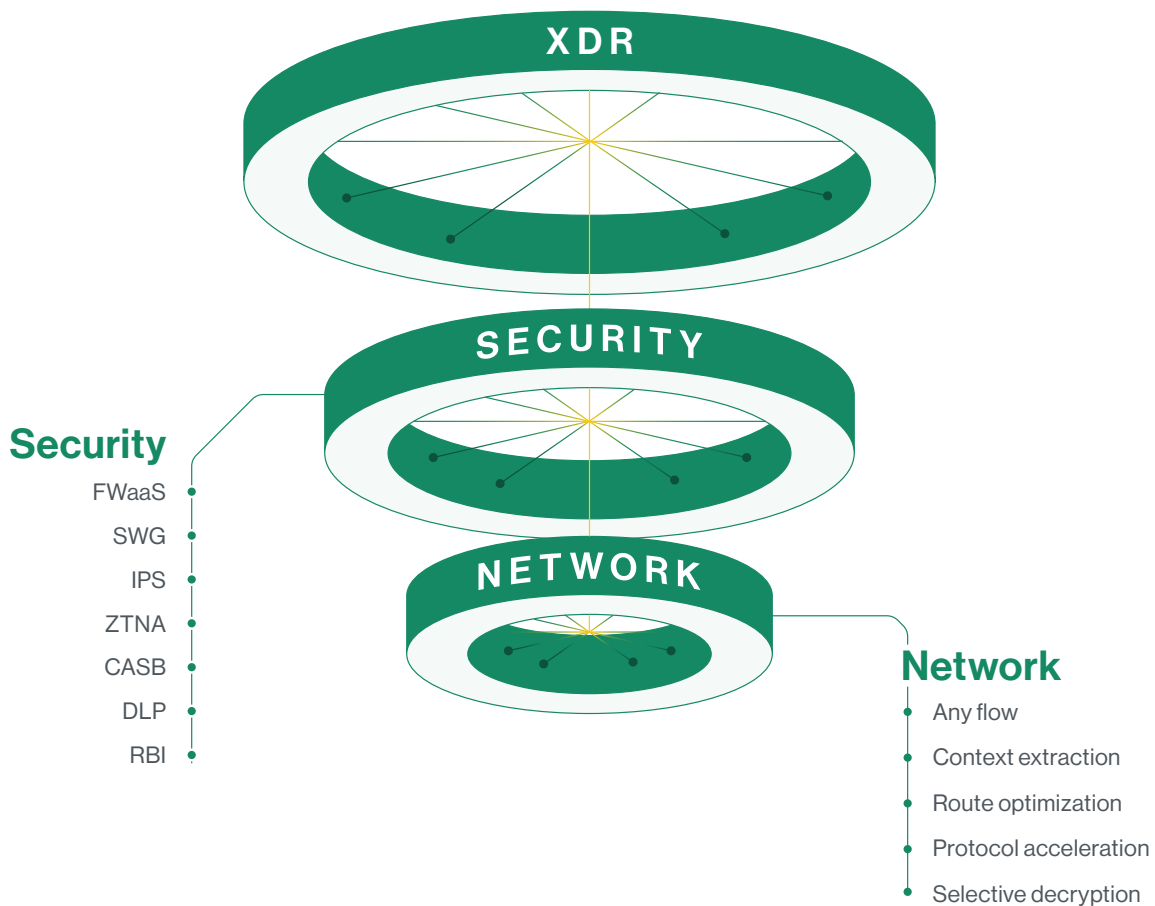 XDR
SECURITY
NETWORK
Security
FWaaS
SWG
IPS
ZTNA
CASB
DLP
RBI
Network
Any flow
Context extraction
Route optimization
Protocol acceleration
Selective decryption